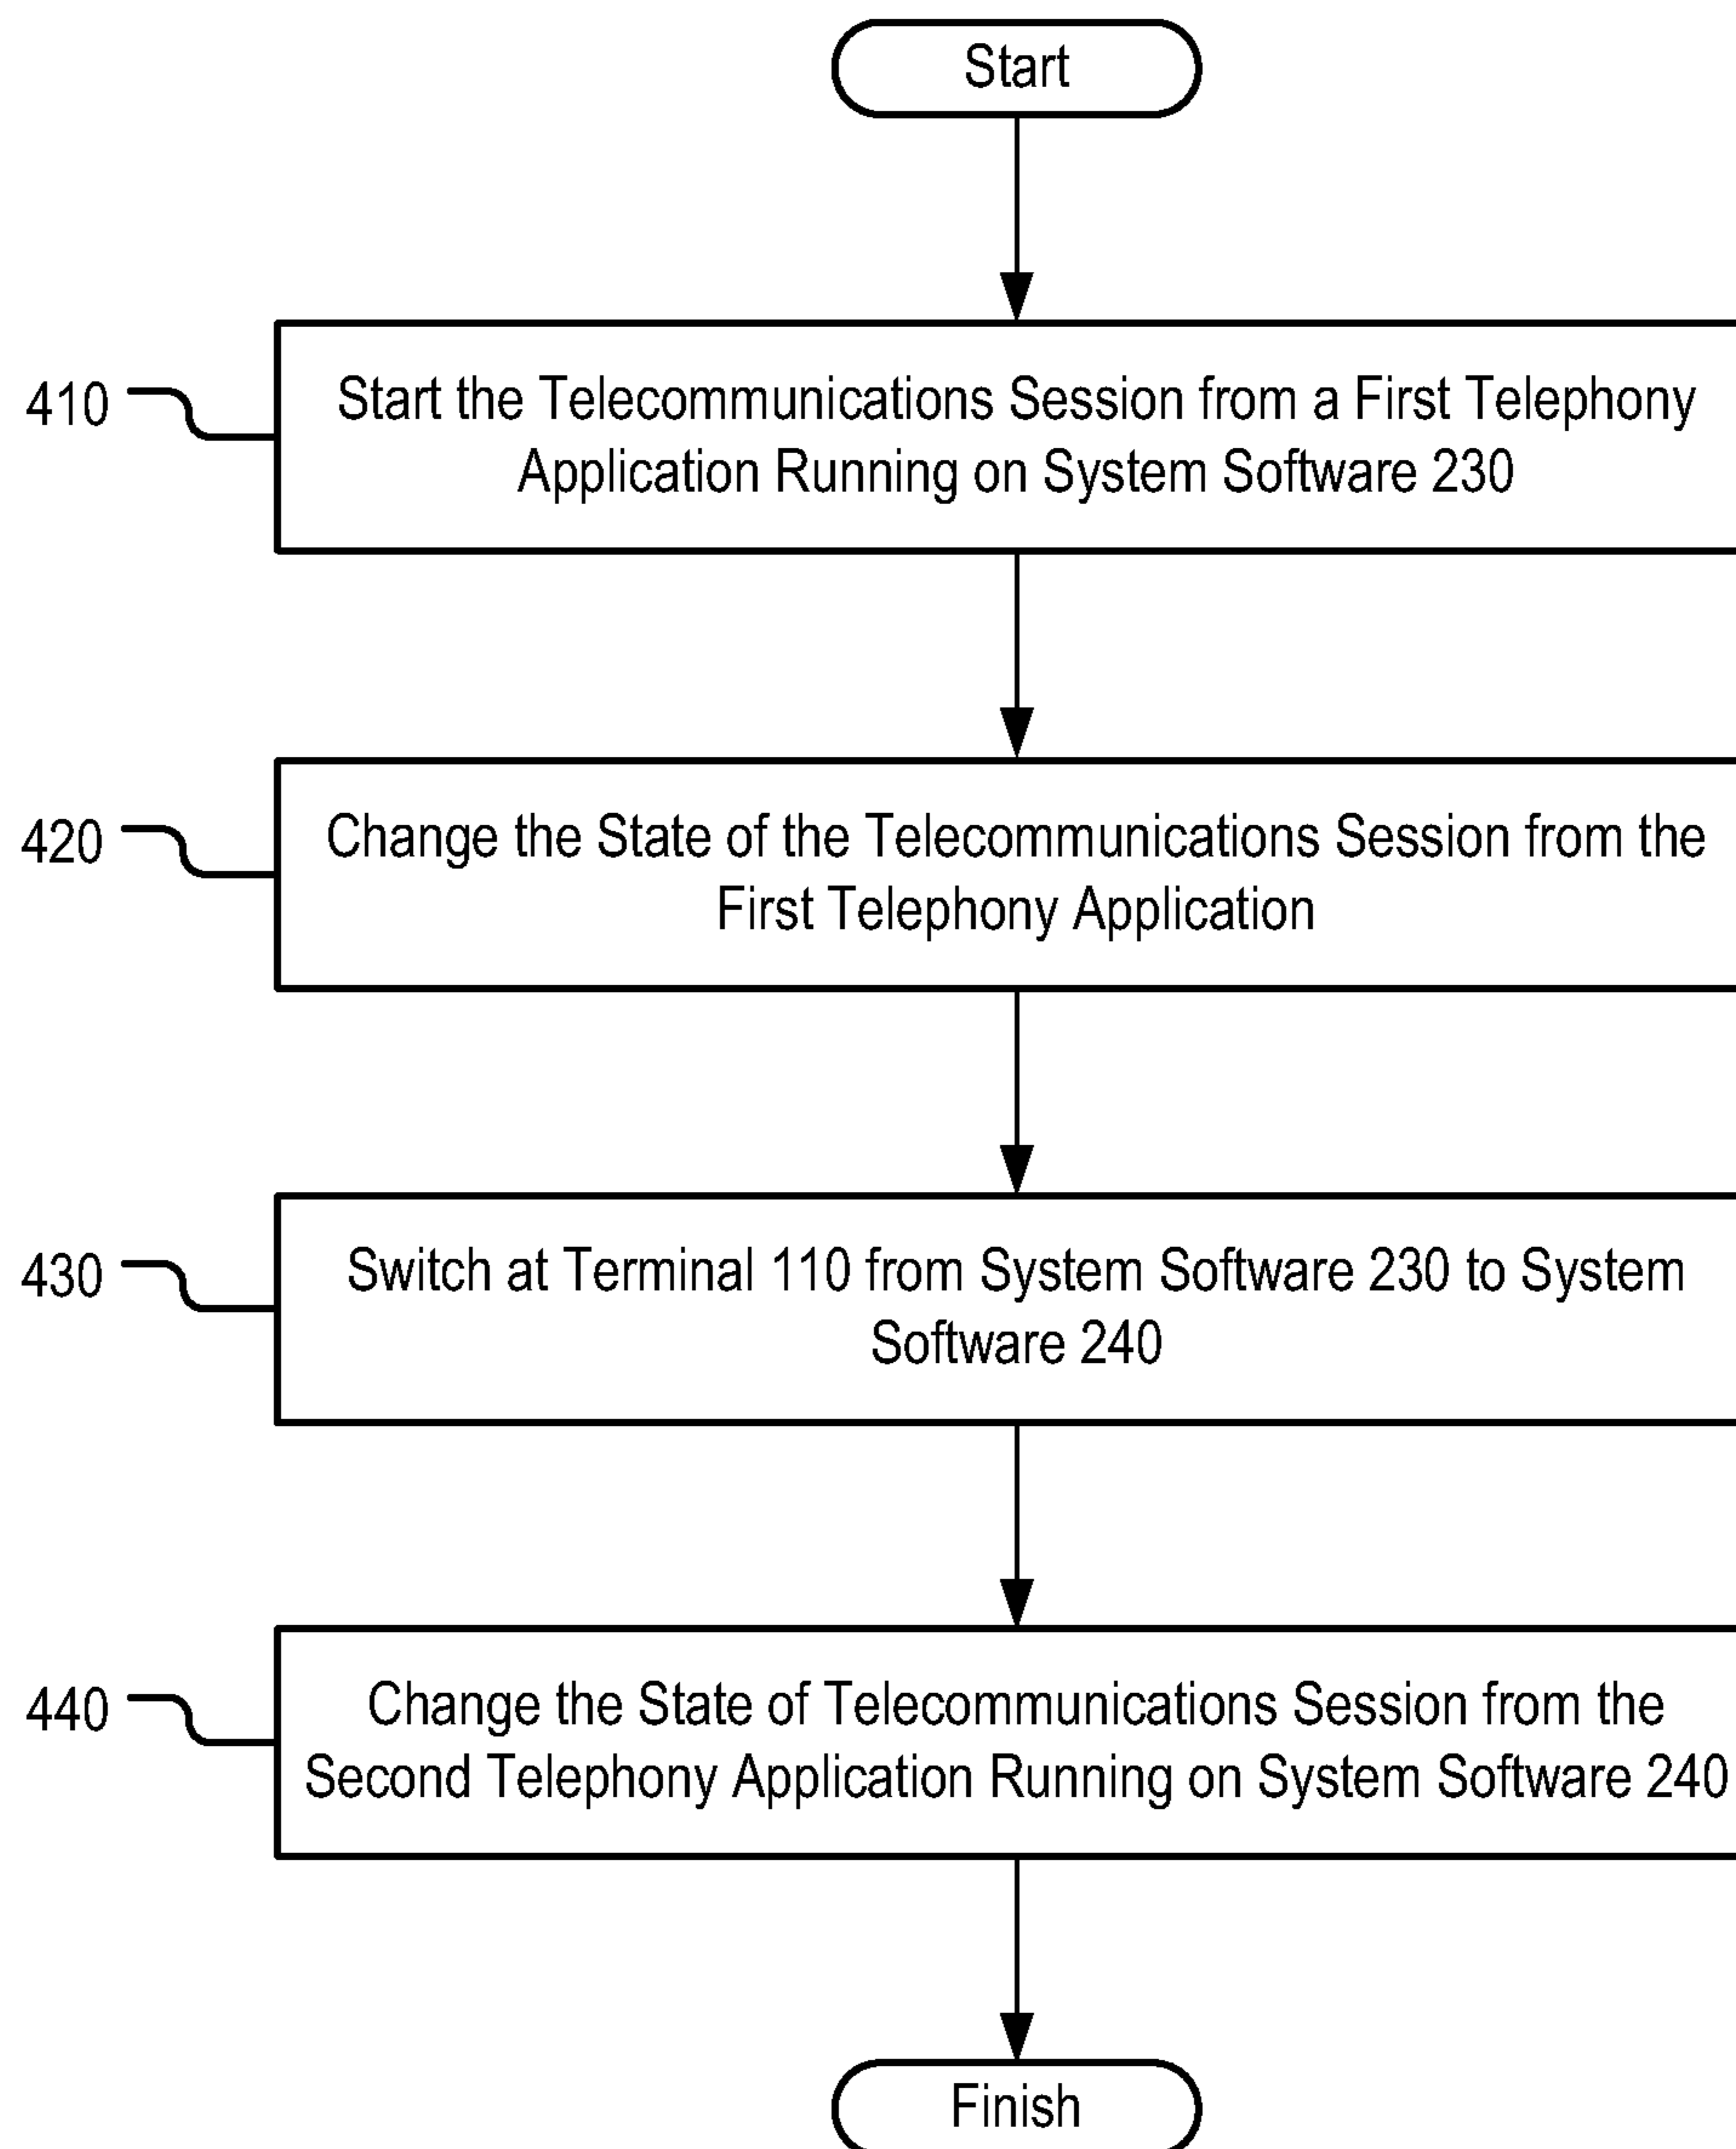 Start
410
Start the Telecommunications Session from a First Telephony
Application Running on System Software 230
420
Change the State of the Telecommunications Session from the
First Telephony Application
430
Switch at Terminal 110 from System Software 230 to System
Software 240
440
Change the State of Telecommunications Session from the
Second Telephony Application Running on System Software 240
Finish